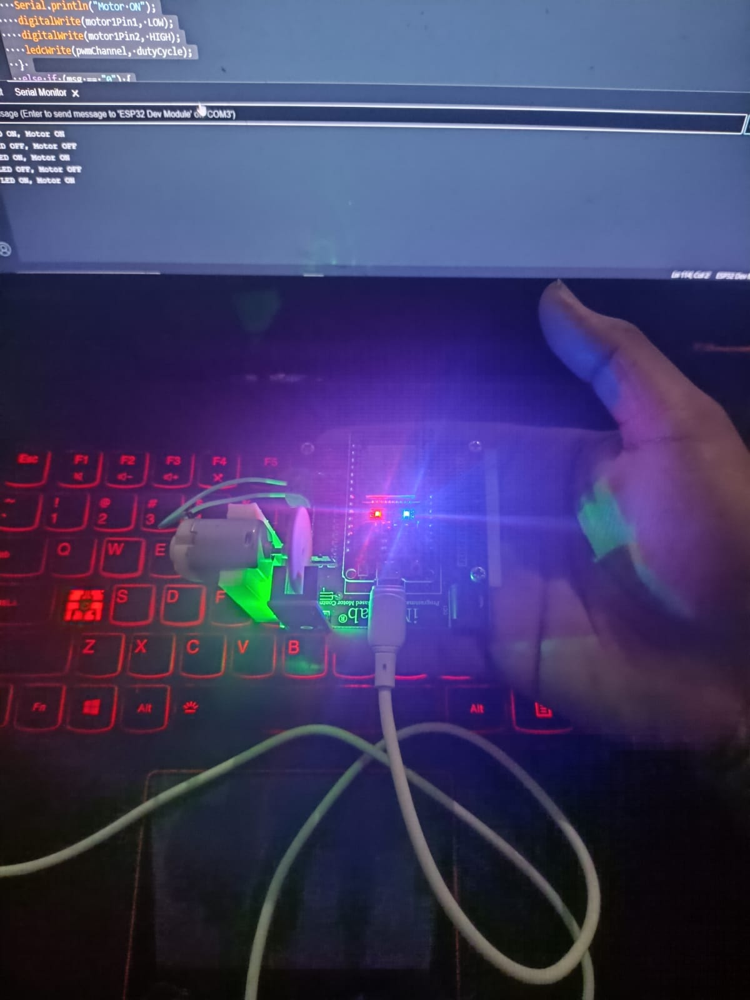 Serial.println("Motor·ON");
digitalWrite(motor1Pin1,·LOW);
digitalWrite(motor1Pin2,·HIGH);
ledcWrite(pwmChannel,·dutyCycle);
}
else·if·(msg·==·"0")·{
Serial Monitor ×
sage (Enter to send message to 'ESP32 Dev Module' on 'COM3')
ON, Motor ON
D OFF, Motor OFF
ED ON, Motor ON
LED OFF, Motor OFF
LED ON, Motor ON
Ln 114, Col 2 ESP32 Dev
Esc F1 F2 F3 F4 F5
~ ! @ #
1 2 3
Q W E
S D F
Z X C V B
Fn Alt Alt
Programma
Based Motor Contr
ab®